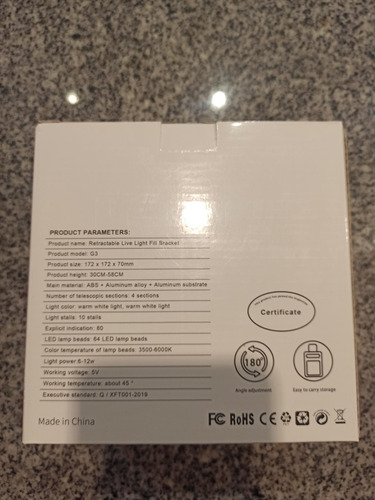 PRODUCT PARAMETERS:
Product name: Retractable Live Light Fill Bracket
Product model: G3
Product size: 172 x 172 x 70mm
Product height: 30CM-58CM
Main material: ABS + Aluminum alloy + Aluminum substrate
Number of telescopic sections: 4 sections
Light color: warm white light, warm white light
Light stalls: 10 stalls
Explicit indication: 80
LED lamp beads: 64 LED lamp beads
Color temperature of lamp beads: 3500-6000K
Light power 6-12w
Working voltage: 5V
Working temperature: about 45 °
Executive standard: Q / XFT001-2019
Certificate
180°
Angle adjustment
Easy to carry storage
Made in China
FC RoHS CE